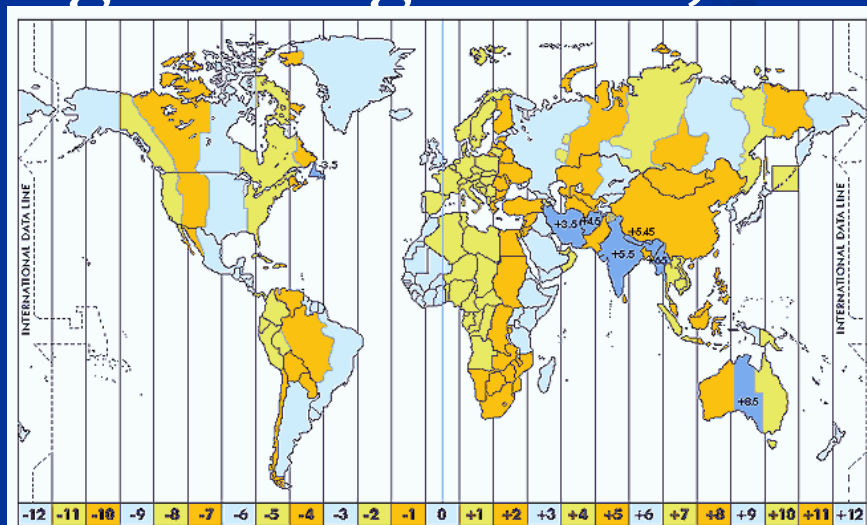 INTERNATIONAL DATA LINE
INTERNATIONAL DATA LINE
-3.5
+3.5
+4.5
+5.45
+5.5
+8.5
-12 -11 -10 -9 -8 -7 -6 -5 -4 -3 -2 -1 0 +1 +2 +3 +4 +5 +6 +7 +8 +9 +10 +11 +12